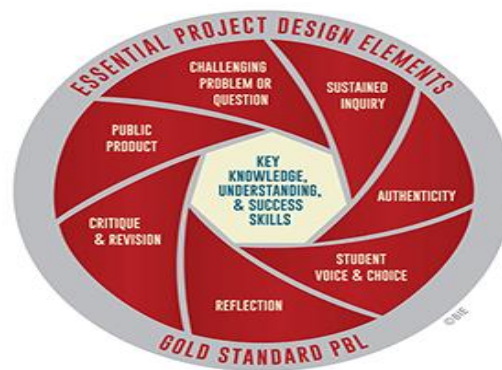 ESSENTIAL PROJECT DESIGN ELEMENTS
CHALLENGING
PROBLEM OR
QUESTION
SUSTAINED
INQUIRY
AUTHENTICITY
STUDENT
VOICE & CHOICE
REFLECTION
CRITIQUE
& REVISION
PUBLIC
PRODUCT
KEY
KNOWLEDGE,
UNDERSTANDING,
& SUCCESS
SKILLS
GOLD STANDARD PBL
©BIE